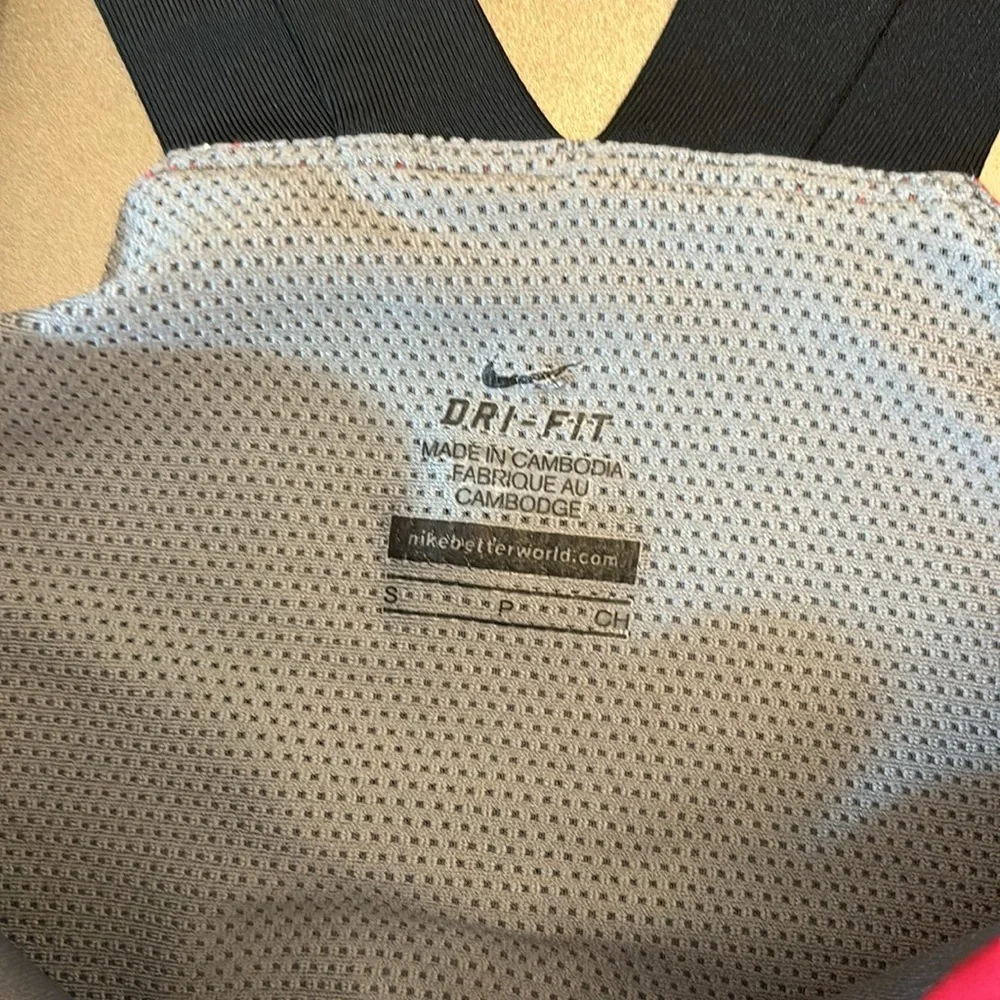 DRI-FIT
MADE IN CAMBODIA
FABRIQUE AU
CAMBODGE
nikebetterworld.com
S P CH